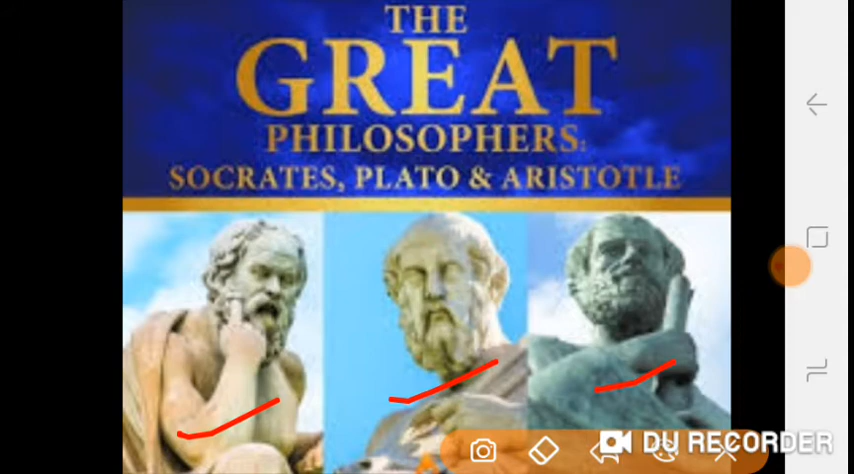 THE
GREAT
PHILOSOPHERS:
SOCRATES, PLATO & ARISTOTLE
DU RECORDER